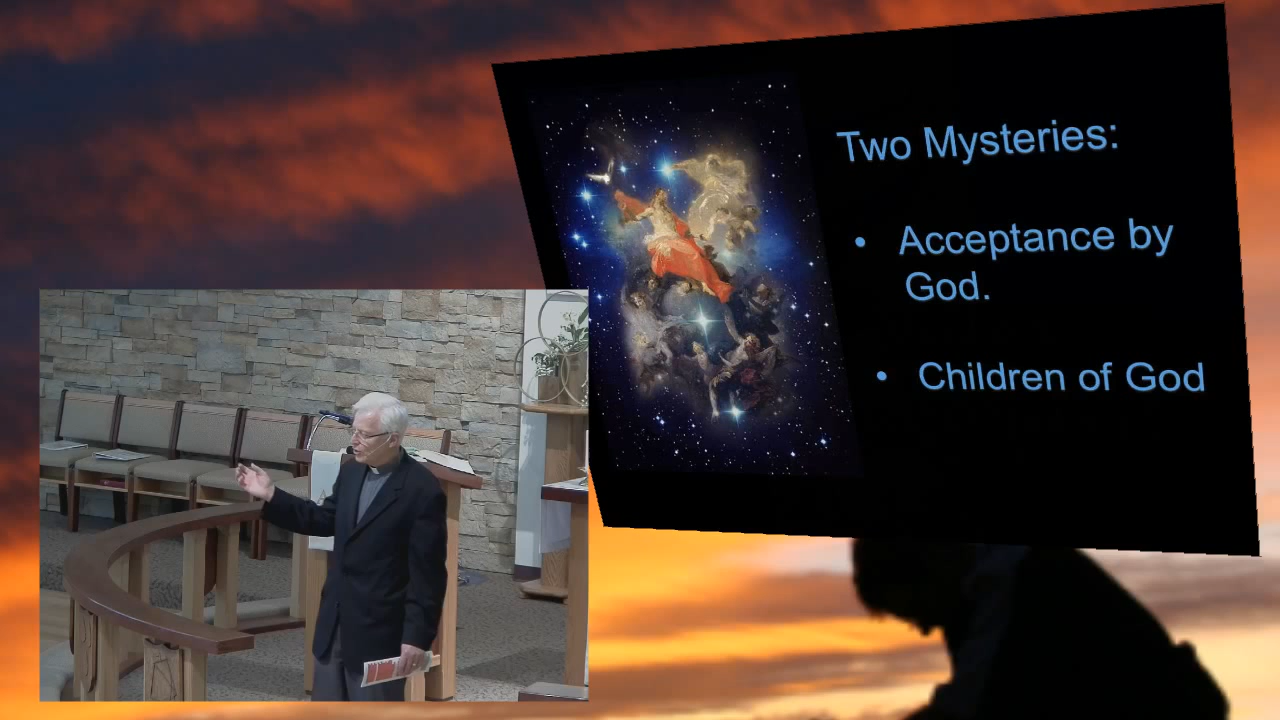 Two Mysteries:
• Acceptance by
God.
• Children of God